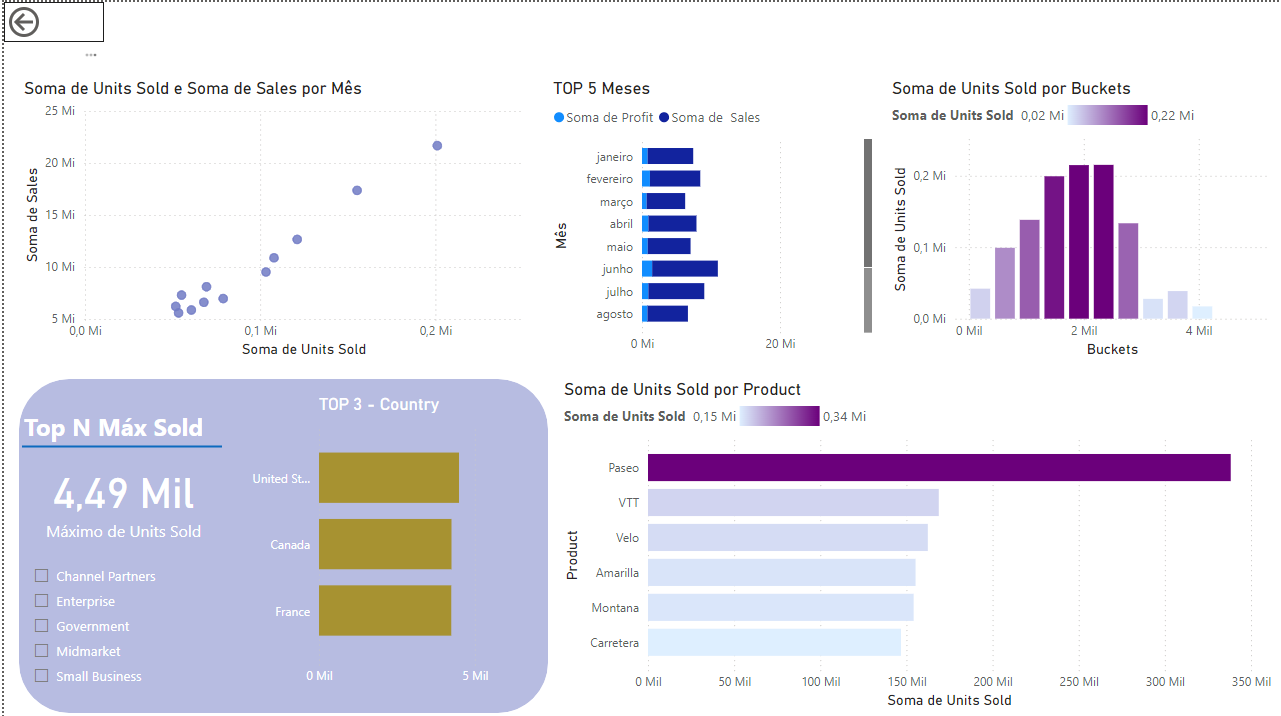 Soma de Units Sold e Soma de Sales por Mês
25 Mi
20 Mi
15 Mi
10 Mi
5 Mi
Soma de Sales
0,0 Mi
0,1 Mi
0,2 Mi
Soma de Units Sold
TOP 5 Meses
Soma de Profit Soma de Sales
Mês
janeiro
fevereiro
março
abril
maio
junho
julho
agosto
0 Mi
20 Mi
Soma de Units Sold por Buckets
Soma de Units Sold 0,02 Mi 0,22 Mi
Soma de Units Sold
0,2 Mi
0,1 Mi
0,0 Mi
0 Mil
2 Mil
4 Mil
Buckets
Top N Máx Sold
4,49 Mil
Máximo de Units Sold
Channel Partners
Enterprise
Government
Midmarket
Small Business
TOP 3 - Country
United St...
Canada
France
0 Mil
5 Mil
Soma de Units Sold por Product
Soma de Units Sold 0,15 Mi 0,34 Mi
Product
Paseo
VTT
Velo
Amarilla
Montana
Carretera
0 Mil
50 Mil
100 Mil
150 Mil
200 Mil
250 Mil
300 Mil
350 Mil
Soma de Units Sold